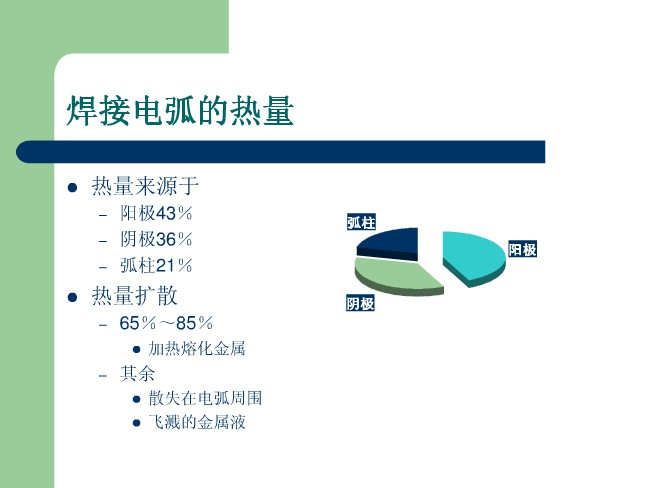 焊接电弧的热量
热量来源于
阳极43％
阴极36％
弧柱21％
热量扩散
65％～85％
加热熔化金属
其余
散失在电弧周围
飞溅的金属液
弧柱
阳极
阴极